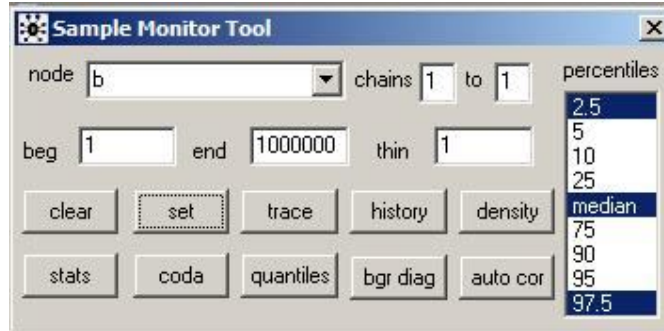 Sample Monitor Tool
node b chains 1 to 1 percentiles
beg 1 end 1000000 thin 1
clear set trace history density
stats coda quantiles bgr diag auto cor
2.5
5
10
25
median
75
90
95
97.5